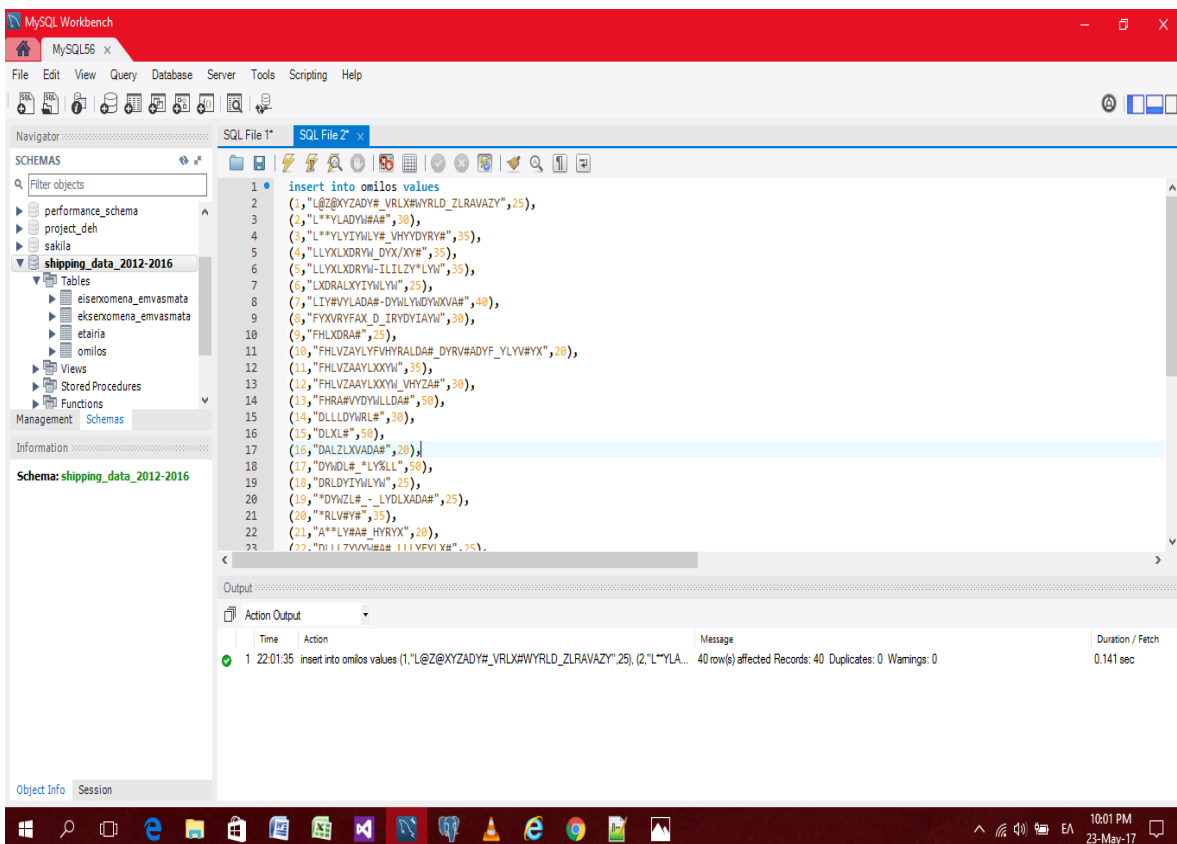 MySQL Workbench
MySQL56 ×
File Edit View Query Database Server Tools Scripting Help
Navigator
SCHEMAS
Filter objects
performance_schema
project_deh
sakila
shipping_data_2012-2016
Tables
eiserxomena_emvasmata
ekserxomena_emvasmata
etairia
omilos
Views
Stored Procedures
Functions
Management Schemas
Information
Schema: shipping_data_2012-2016
Object Info Session
SQL File 1* SQL File 2* ×
1 insert into omilos values
2 (1,"L@Z@XYZADY#_VRLX#WYRLD_ZLRAVAZY",25),
3 (2,"L**YLADYW#A#",30),
4 (3,"L**YLYIYWLY#_VHYYDYRY#",35),
5 (4,"LLYXLXDRYW_DYX/XY#",35),
6 (5,"LLYXLXDRYW-ILILZY*LYW",35),
7 (6,"LXDRALXYIYWLYW",25),
8 (7,"LIY#VYLADA#-DYWLYWDYWXVA#",40),
9 (8,"FYXVRYFAX_D_IRYDYIAYW",30),
10 (9,"FHLXDRA#",25),
11 (10,"FHLVZAYLYFVHYRALDA#_DYRV#ADYF_YLYV#YX",20),
12 (11,"FHLVZAAYLXXYW",35),
13 (12,"FHLVZAAYLXXYW_VHYZA#",30),
14 (13,"FHRA#VYDYWLLDA#",50),
15 (14,"DLLLDYWRL#",30),
16 (15,"DLXL#",50),
17 (16,"DALZLXVADA#",20),
18 (17,"DYWDL#_*LY%LL",50),
19 (18,"DRLDYIYWLYW",25),
20 (19,"*DYWZL#_-_LYDLXADA#",25),
21 (20,"*RLV#Y#",35),
22 (21,"A**LY#A#_HYRYX",20),
23
Output
Action Output
Time Action Message Duration / Fetch
1 22:01:35 insert into omilos values (1,"L@Z@XYZADY#_VRLX#WYRLD_ZLRAVAZY",25), (2,"L**YLA... 40 row(s) affected Records: 40 Duplicates: 0 Warnings: 0 0.141 sec
ΕΛ
10:01 PM
23-May-17